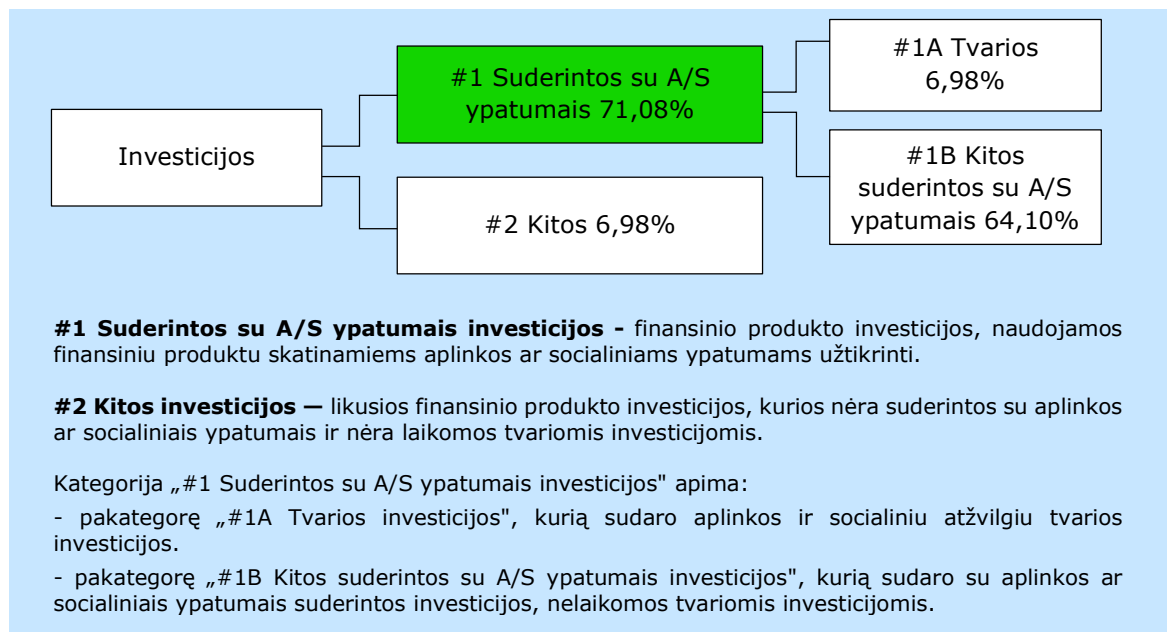 Investicijos
#1 Suderintos su A/S
ypatumais 71,08%
#2 Kitos 6,98%
#1A Tvarios
6,98%
#1B Kitos
suderintos su A/S
ypatumais 64,10%
#1 Suderintos su A/S ypatumais investicijos - finansinio produkto investicijos, naudojamos
finansiniu produktu skatinamiems aplinkos ar socialiniams ypatumams užtikrinti.
#2 Kitos investicijos — likusios finansinio produkto investicijos, kurios nėra suderintos su aplinkos
ar socialiniais ypatumais ir nėra laikomos tvariomis investicijomis.
Kategorija „#1 Suderintos su A/S ypatumais investicijos" apima:
- pakategorę „#1A Tvarios investicijos", kurią sudaro aplinkos ir socialiniu atžvilgiu tvarios
investicijos.
- pakategorę „#1B Kitos suderintos su A/S ypatumais investicijos", kurią sudaro su aplinkos ar
socialiniais ypatumais suderintos investicijos, nelaikomos tvariomis investicijomis.